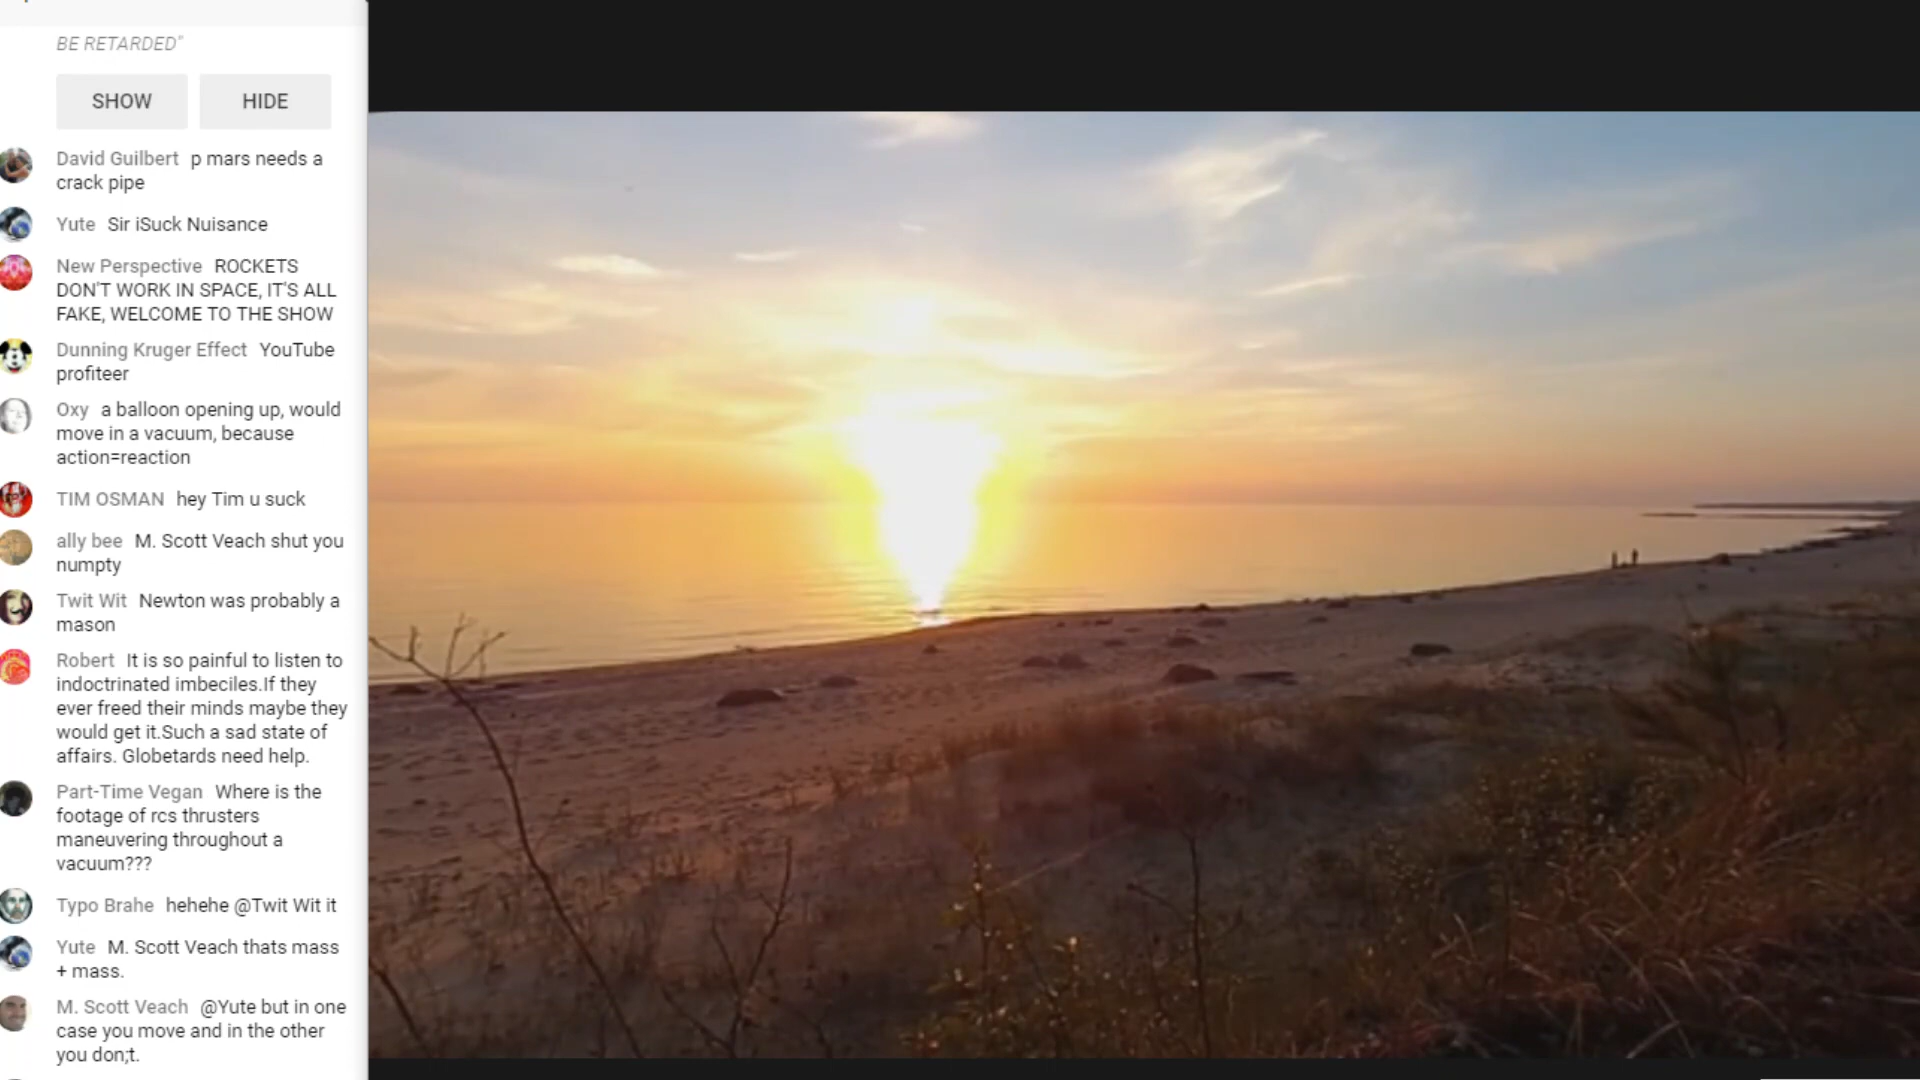 BE RETARDED"
SHOW HIDE
David Guilbert p mars needs a
crack pipe
Yute Sir iSuck Nuisance
New Perspective ROCKETS
DON'T WORK IN SPACE, IT'S ALL
FAKE, WELCOME TO THE SHOW
Dunning Kruger Effect YouTube
profiteer
Oxy a balloon opening up, would
move in a vacuum, because
action=reaction
TIM OSMAN hey Tim u suck
ally bee M. Scott Veach shut you
numpty
Twit Wit Newton was probably a
mason
Robert It is so painful to listen to
indoctrinated imbeciles.If they
ever freed their minds maybe they
would get it.Such a sad state of
affairs. Globetards need help.
Part-Time Vegan Where is the
footage of rcs thrusters
maneuvering throughout a
vacuum???
Typo Brahe hehehe @Twit Wit it
Yute M. Scott Veach thats mass
+ mass.
M. Scott Veach @Yute but in one
case you move and in the other
you don;t.